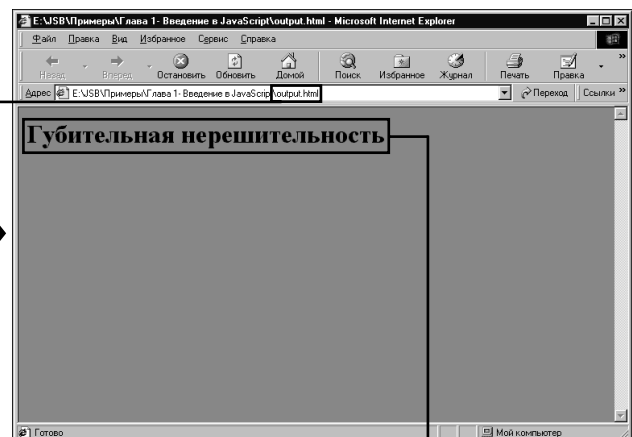 E:\JSB\Примеры\Глава 1- Введение в JavaScript\output.html - Microsoft Internet Explorer
Файл Правка Вид Избранное Сервис Справка
Назад Вперед Остановить Обновить Домой Поиск Избранное Журнал Печать Правка »
Адрес E:\JSB\Примеры\Глава 1- Введение в JavaScrip\output.html Переход Ссылки »
Губительная нерешительность
Готово Мой компьютер